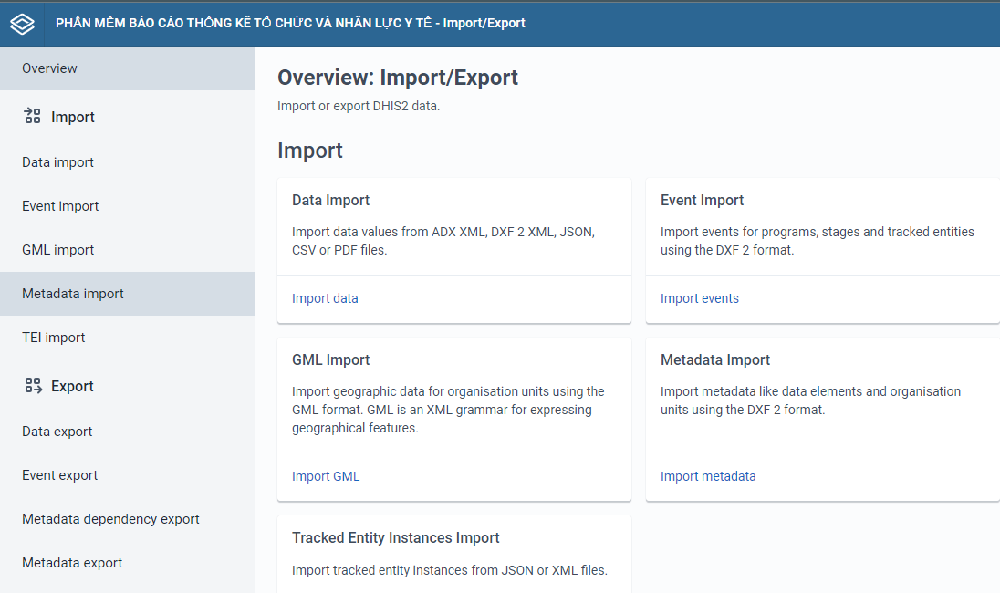 PHẦN MỀM BÁO CÁO THỐNG KÊ TỔ CHỨC VÀ NHÂN LỰC Y TẾ - Import/Export
Overview
Import
Data import
Event import
GML import
Metadata import
TEI import
Export
Data export
Event export
Metadata dependency export
Metadata export
Overview: Import/Export
Import or export DHIS2 data.
Import
Data Import
Import data values from ADX XML, DXF 2 XML, JSON,
CSV or PDF files.
Import data
Event Import
Import events for programs, stages and tracked entities
using the DXF 2 format.
Import events
GML Import
Import geographic data for organisation units using the
GML format. GML is an XML grammar for expressing
geographical features.
Import GML
Metadata Import
Import metadata like data elements and organisation
units using the DXF 2 format.
Import metadata
Tracked Entity Instances Import
Import tracked entity instances from JSON or XML files.